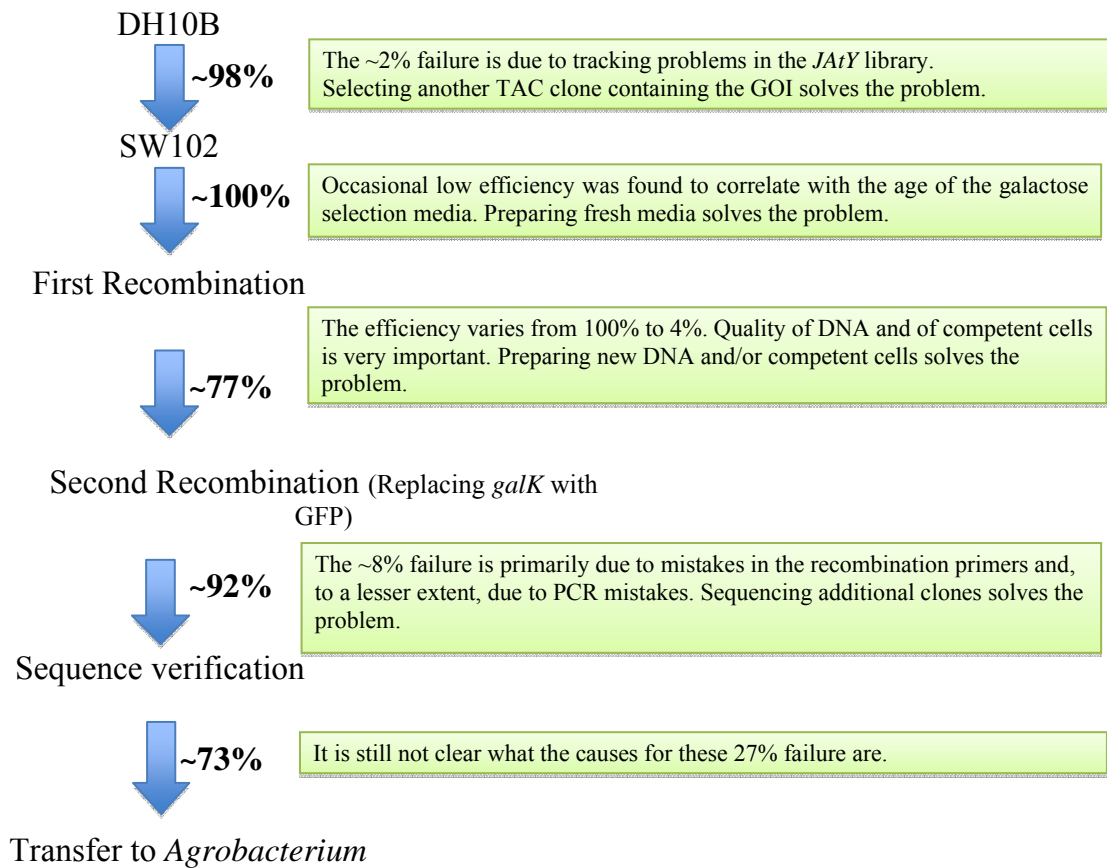 DH10B
~98%
The ~2% failure is due to tracking problems in the JAtY library.
Selecting another TAC clone containing the GOI solves the problem.
SW102
~100%
Occasional low efficiency was found to correlate with the age of the galactose
selection media. Preparing fresh media solves the problem.
First Recombination
~77%
The efficiency varies from 100% to 4%. Quality of DNA and of competent cells
is very important. Preparing new DNA and/or competent cells solves the
problem.
Second Recombination (Replacing galK with
GFP)
~92%
The ~8% failure is primarily due to mistakes in the recombination primers and,
to a lesser extent, due to PCR mistakes. Sequencing additional clones solves the
problem.
Sequence verification
~73%
It is still not clear what the causes for these 27% failure are.
Transfer to Agrobacterium